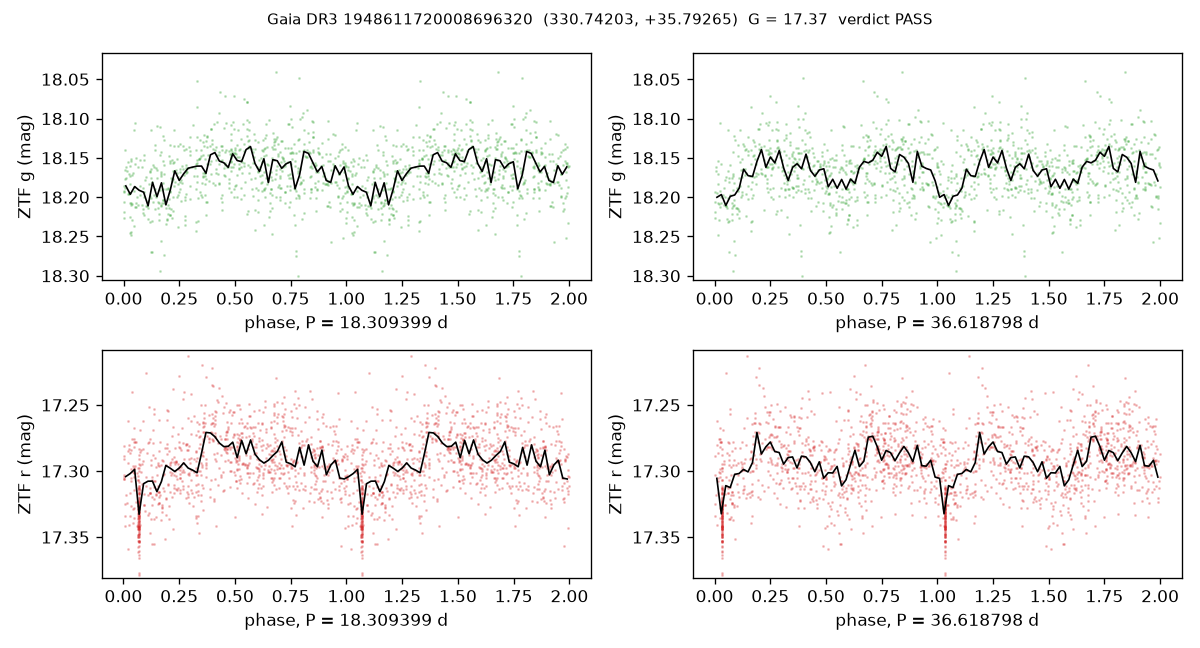 Gaia DR3 1948611720008696320  (330.74203, +35.79265)  G = 17.37  verdict PASS
ZTF g (mag)
18.05
18.10
18.15
18.20
18.25
18.30
0.00 0.25 0.50 0.75 1.00 1.25 1.50 1.75 2.00
phase, P = 18.309399 d
ZTF g (mag)
18.05
18.10
18.15
18.20
18.25
18.30
0.00 0.25 0.50 0.75 1.00 1.25 1.50 1.75 2.00
phase, P = 36.618798 d
ZTF r (mag)
17.25
17.30
17.35
0.00 0.25 0.50 0.75 1.00 1.25 1.50 1.75 2.00
phase, P = 18.309399 d
ZTF r (mag)
17.25
17.30
17.35
0.00 0.25 0.50 0.75 1.00 1.25 1.50 1.75 2.00
phase, P = 36.618798 d